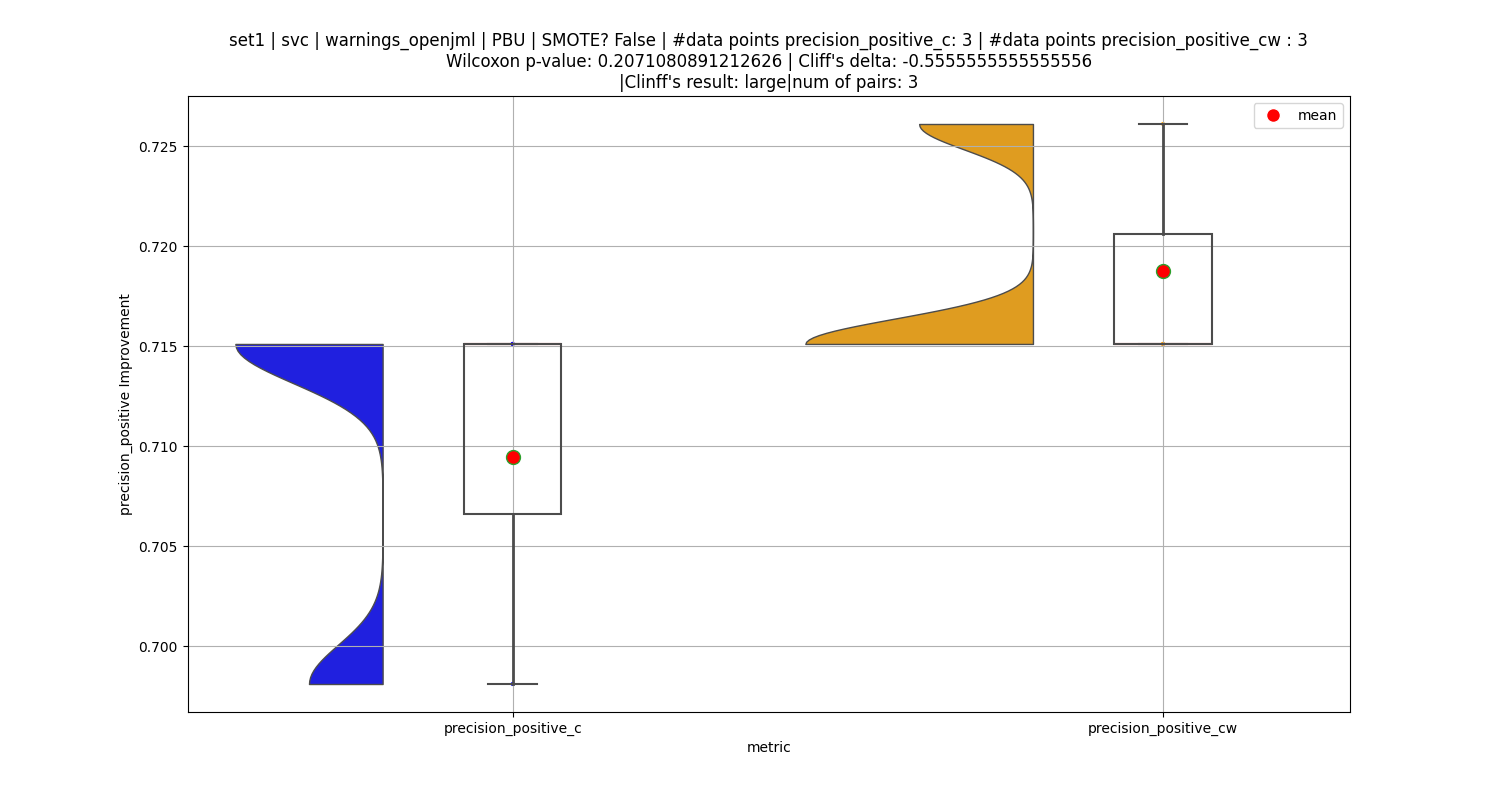 set1 | svc | warnings_openjml | PBU | SMOTE? False | #data points precision_positive_c: 3 | #data points precision_positive_cw : 3
Wilcoxon p-value: 0.2071080891212626 | Cliff's delta: -0.5555555555555556
|Clinff's result: large|num of pairs: 3
mean
0.725
0.720
0.715
0.710
0.705
0.700
precision_positive Improvement
precision_positive_c
precision_positive_cw
metric